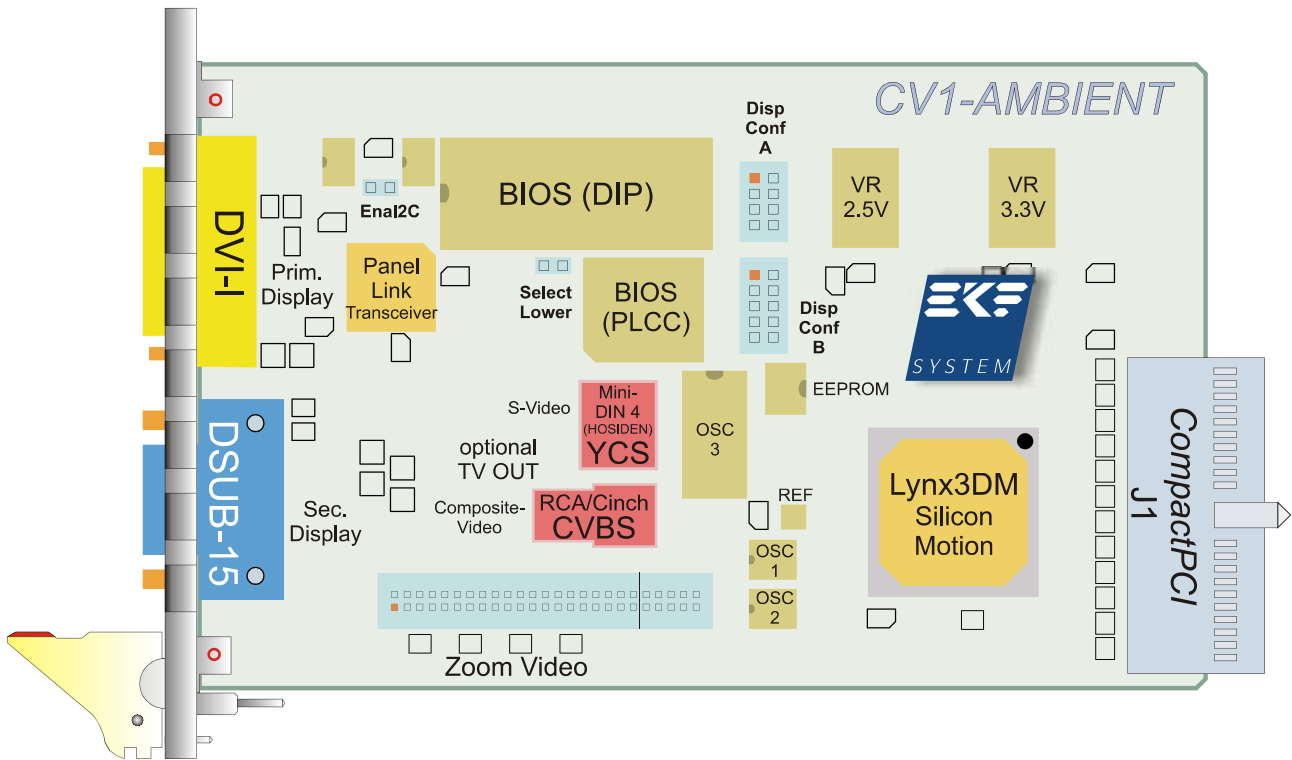 CV1-AMBIENT
Disp
Conf
A
VR
2.5V
VR
3.3V
BIOS (DIP)
EnaI2C
DVI-I
Prim.
Display
Panel
Link
Transceiver
Select
Lower
BIOS
(PLCC)
Disp
Conf
B
EKF
SYSTEM
EEPROM
S-Video
Mini-
DIN 4
(HOSIDEN)
YCS
OSC
3
optional
TV OUT
DSUB-15
Sec.
Display
Composite-
Video
RCA/Cinch
CVBS
REF
OSC
1
OSC
2
Lynx3DM
Silicon
Motion
CompactPCI
J1
Zoom Video